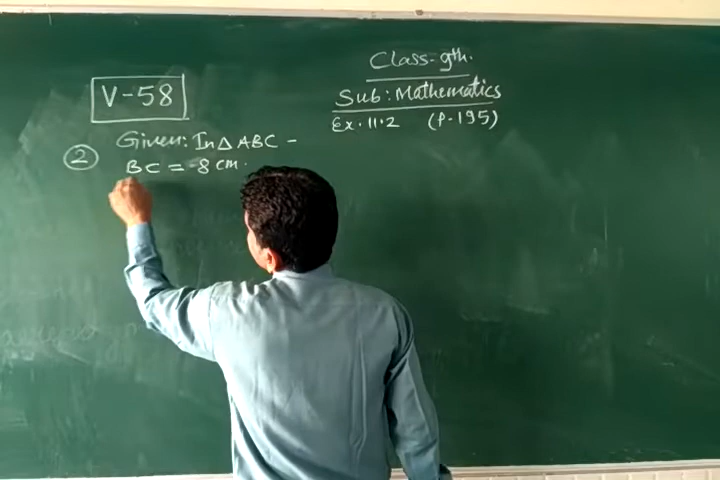 Class-9th.
V-58
Sub: Mathematics
Ex. 11.2 (P-195)
② Given: In △ ABC -
BC = 8 cm.